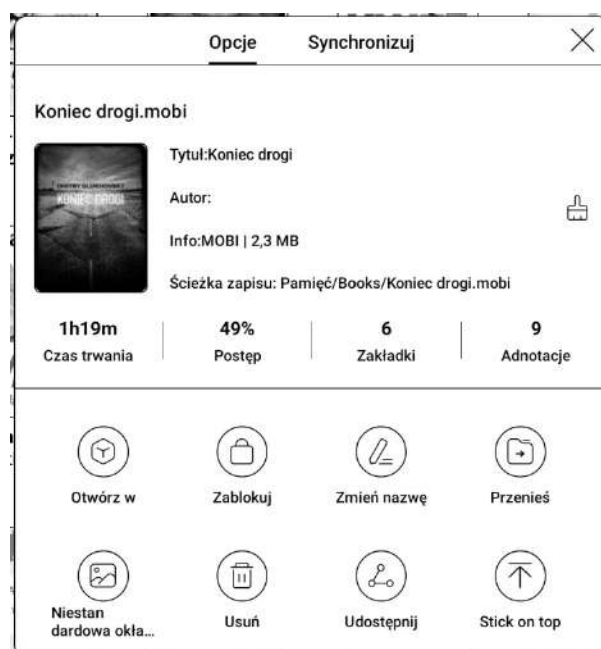 Opcje Synchronizuj
Koniec drogi.mobi
DMITRY GLUKHOVSKY
KONIEC DROGI
Tytuł:Koniec drogi
Autor:
Info:MOBI | 2,3 MB
Ścieżka zapisu: Pamięć/Books/Koniec drogi.mobi
1h19m 49% 6 9
Czas trwania Postęp Zakładki Adnotacje
Otwórz w Zablokuj Zmień nazwę Przenieś
Niestan
dardowa okła... Usuń Udostępnij Stick on top